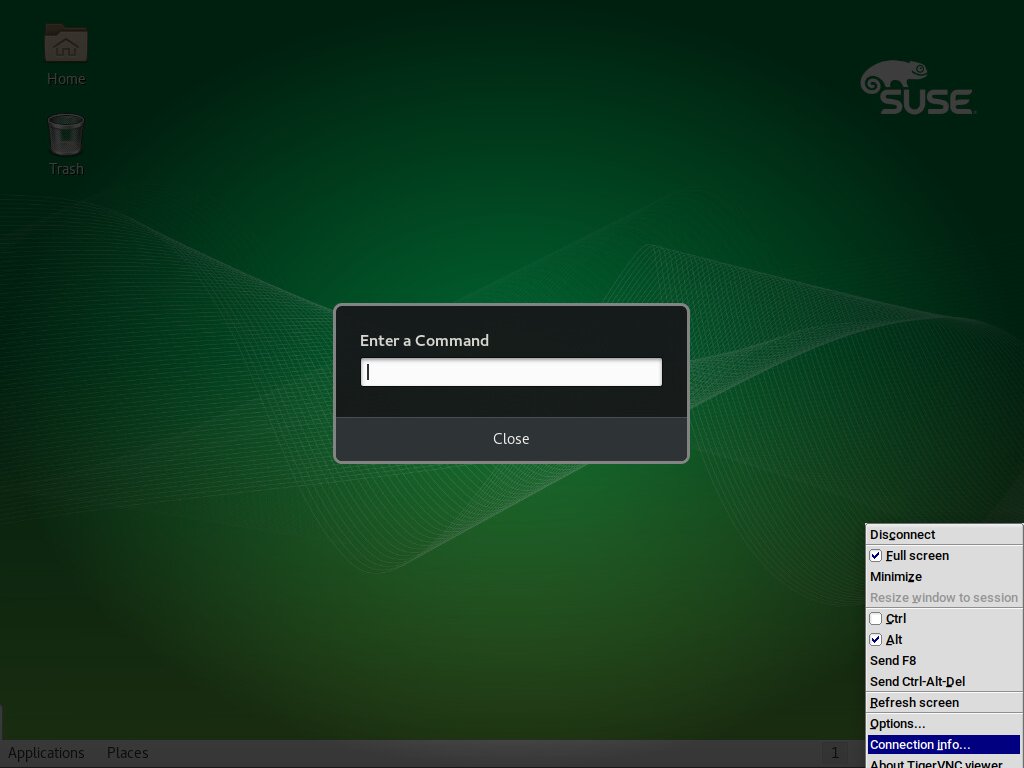 Home
SUSE
Trash
Enter a Command
Close
Disconnect
Full screen
Minimize
Resize window to session
Ctrl
Alt
Send F8
Send Ctrl-Alt-Del
Refresh screen
Options...
Connection info...
About TigerVNC viewer
Applications Places 1